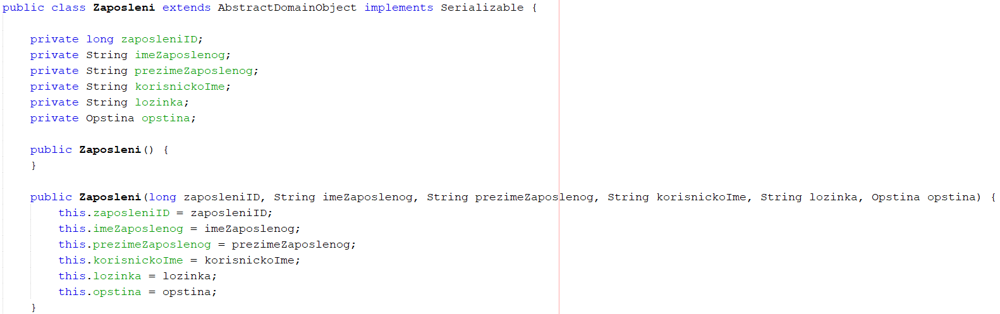 public class Zaposleni extends AbstractDomainObject implements Serializable {
private long zaposleniID;
private String imeZaposlenog;
private String prezimeZaposlenog;
private String korisnickoIme;
private String lozinka;
private Opstina opstina;
public Zaposleni() {
}
public Zaposleni(long zaposleniID, String imeZaposlenog, String prezimeZaposlenog, String korisnickoIme, String lozinka, Opstina opstina) {
this.zaposleniID = zaposleniID;
this.imeZaposlenog = imeZaposlenog;
this.prezimeZaposlenog = prezimeZaposlenog;
this.korisnickoIme = korisnickoIme;
this.lozinka = lozinka;
this.opstina = opstina;
}